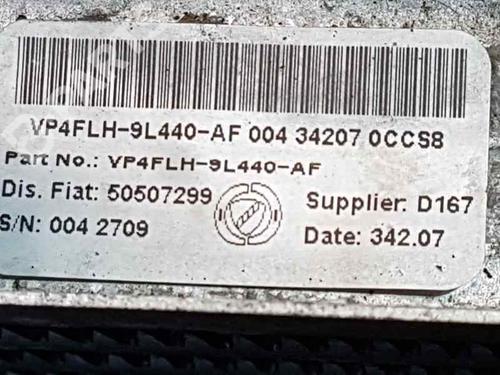 VP4FLH-9L440-AF 004 34207 0CCS8
Part No.: VP4FLH-9L440-AF
Dis. Fiat: 50507299
Supplier: D167
S/N: 004 2709
Date: 342.07